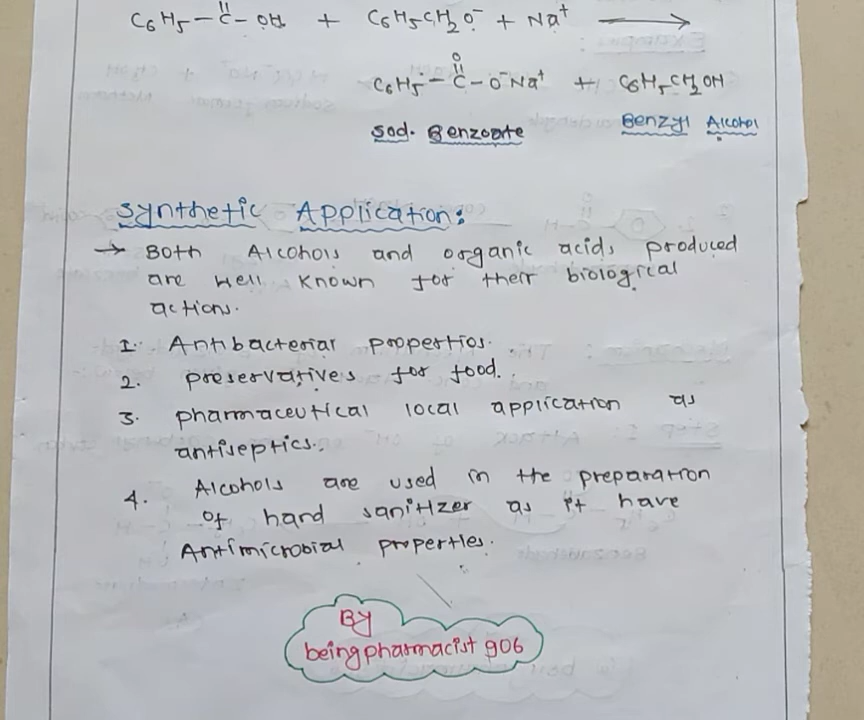 C6H5 – C – OH + C6H5CH2O⁻ + Na⁺ ⟶
O
C6H5 – C – O⁻Na⁺ + C6H5CH2OH
Sod. Benzoate Benzyl Alcohol
Synthetic Application:
→ Both Alcohols and organic acids produced
are well known for their biological
actions.
1. Antibacterial properties.
2. preservatives for food.
3. pharmaceutical local application as
antiseptics.
4. Alcohols are used in the preparation
of hand sanitizer as it have
Antimicrobial properties.
By
beingpharmacist 906